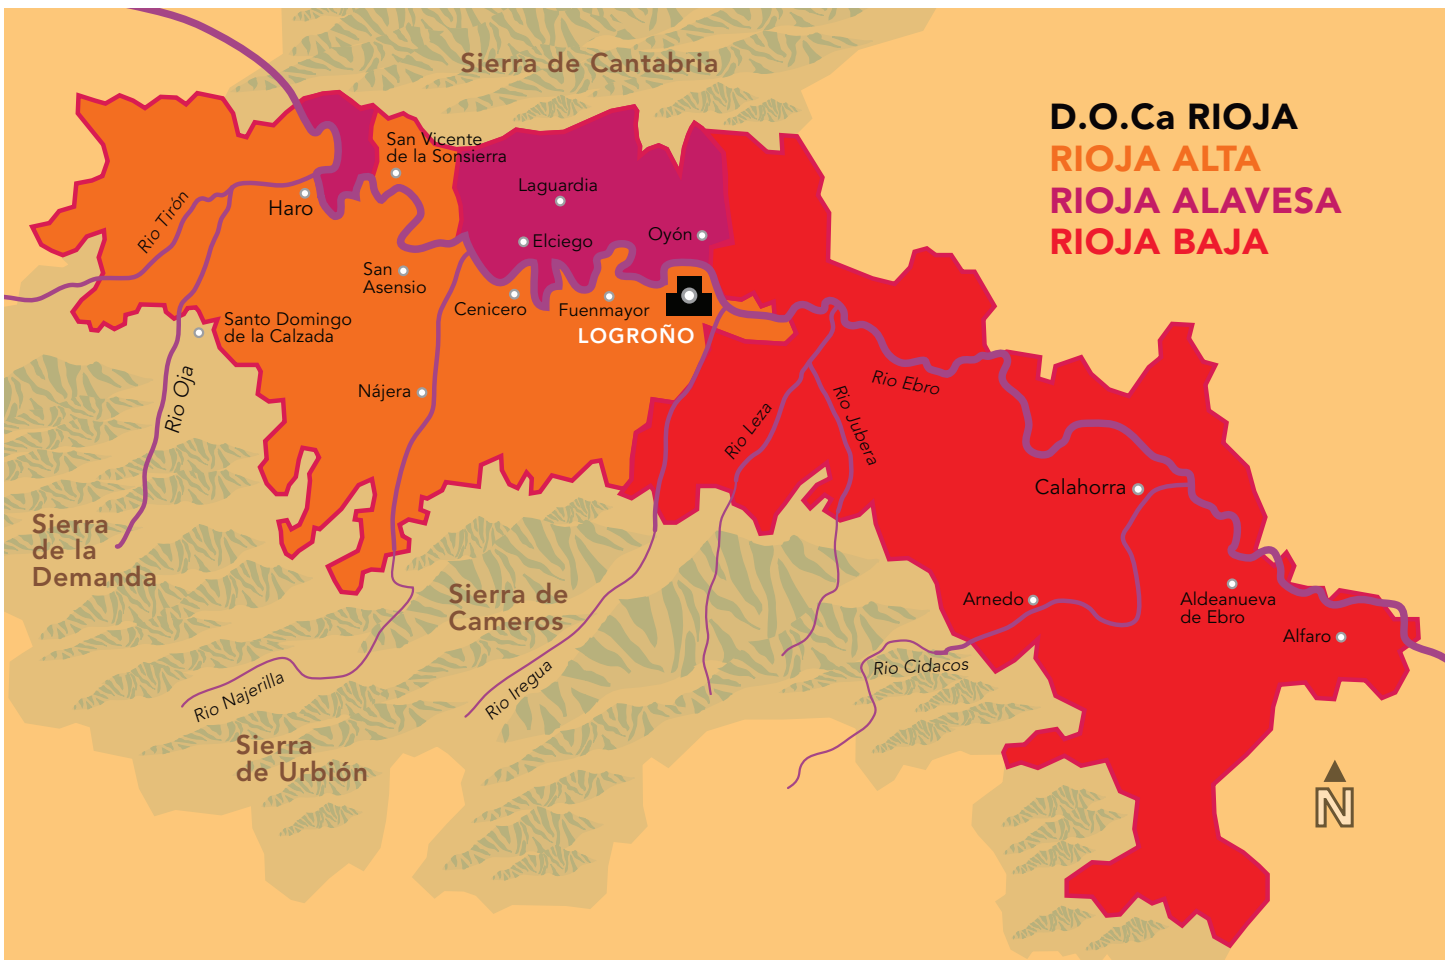 Sierra de Cantabria
D.O.Ca RIOJA
RIOJA ALTA
RIOJA ALAVESA
RIOJA BAJA
San Vicente
de la Sonsierra
Laguardia
Haro
Rio Tirón
Elciego
Oyón
San
Asensio
Cenicero
Fuenmayor
LOGROÑO
Santo Domingo
de la Calzada
Rio Oja
Nájera
Rio Ebro
Rio Leza
Rio Jubera
Calahorra
Sierra
de la
Demanda
Sierra de
Cameros
Arnedo
Aldeanueva
de Ebro
Alfaro
Rio Cidacos
Rio Najerilla
Rio Iregua
Sierra
de Urbión
N